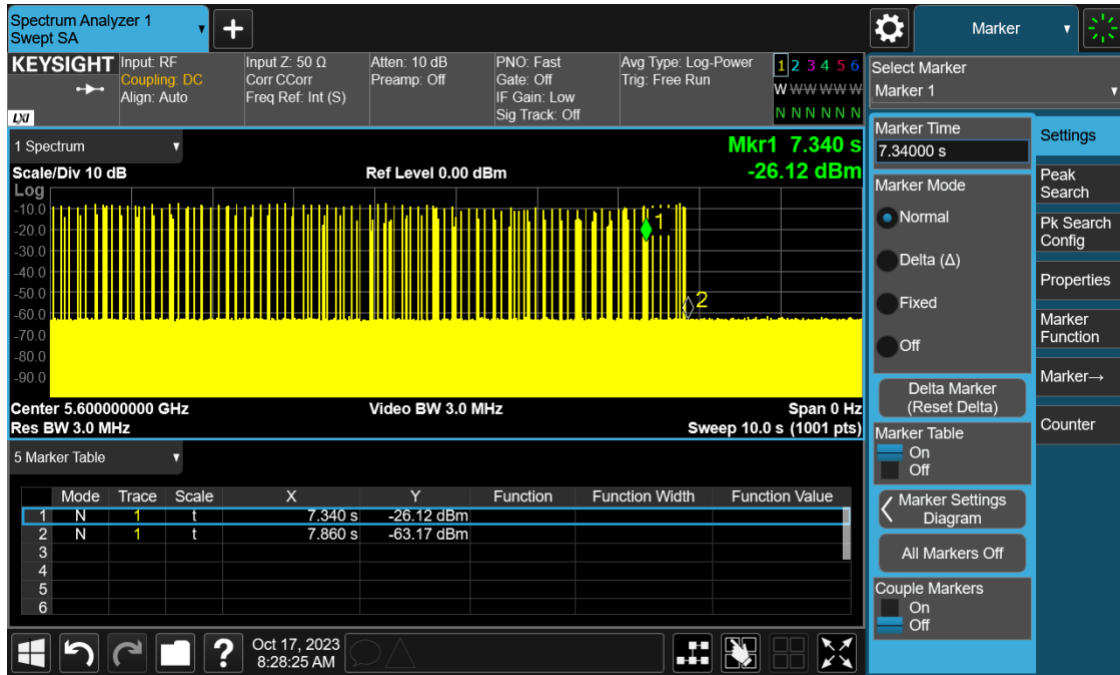 Spectrum Analyzer 1
Swept SA
Marker
KEYSIGHT
LXI
Input: RF
Coupling: DC
Align: Auto
Input Z: 50 Ω
Corr CCorr
Freq Ref: Int (S)
Atten: 10 dB
Preamp: Off
PNO: Fast
Gate: Off
IF Gain: Low
Sig Track: Off
Avg Type: Log-Power
Trig: Free Run
1 2 3 4 5 6
W W W W W W
N N N N N N
Select Marker
Marker 1
1 Spectrum
Mkr1 7.340 s
-26.12 dBm
Scale/Div 10 dB
Ref Level 0.00 dBm
Log
-10.0
-20.0
-30.0
-40.0
-50.0
-60.0
-70.0
-80.0
-90.0
1
2
Center 5.600000000 GHz
Video BW 3.0 MHz
Span 0 Hz
Res BW 3.0 MHz
Sweep 10.0 s (1001 pts)
5 Marker Table
Mode Trace Scale X Y Function Function Width Function Value
1 N 1 t 7.340 s -26.12 dBm
2 N 1 t 7.860 s -63.17 dBm
3
4
5
6
Marker Time
7.34000 s
Marker Mode
Normal
Delta (Δ)
Fixed
Off
Delta Marker
(Reset Delta)
Marker Table
On
Off
Marker Settings
Diagram
All Markers Off
Couple Markers
On
Off
Settings
Peak
Search
Pk Search
Config
Properties
Marker
Function
Marker→
Counter
?
Oct 17, 2023
8:28:25 AM